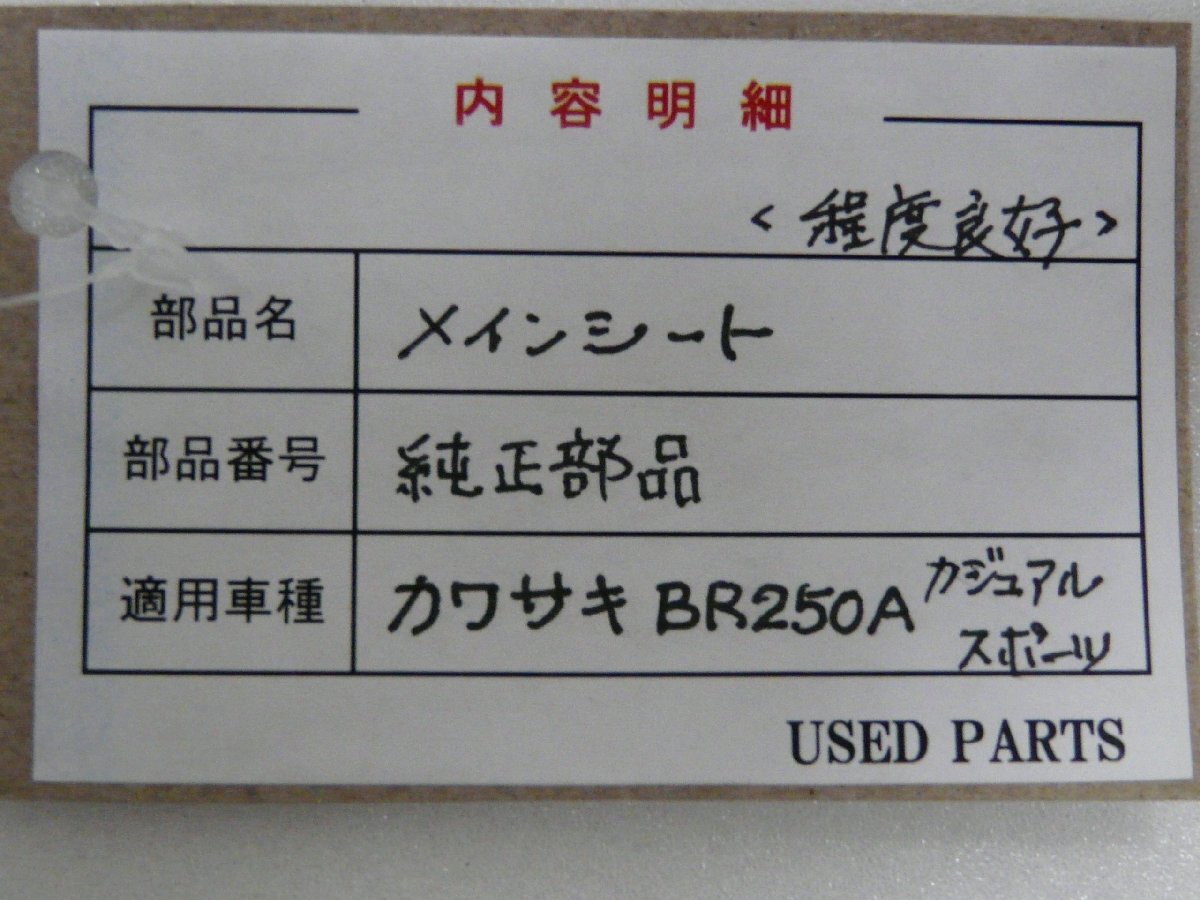 内容明細
<程度良好>
部品名 メインシート
部品番号 純正部品
適用車種 カワサキ BR250A カジュアル
スポーツ
USED PARTS